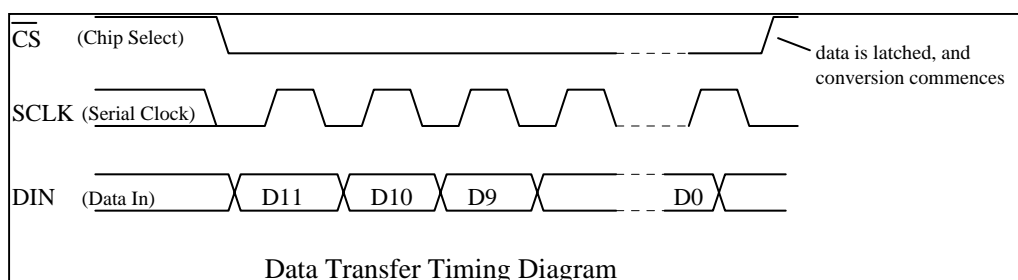 CS (Chip Select)
data is latched, and
conversion commences
SCLK (Serial Clock)
DIN (Data In) D11 D10 D9 D0
Data Transfer Timing Diagram